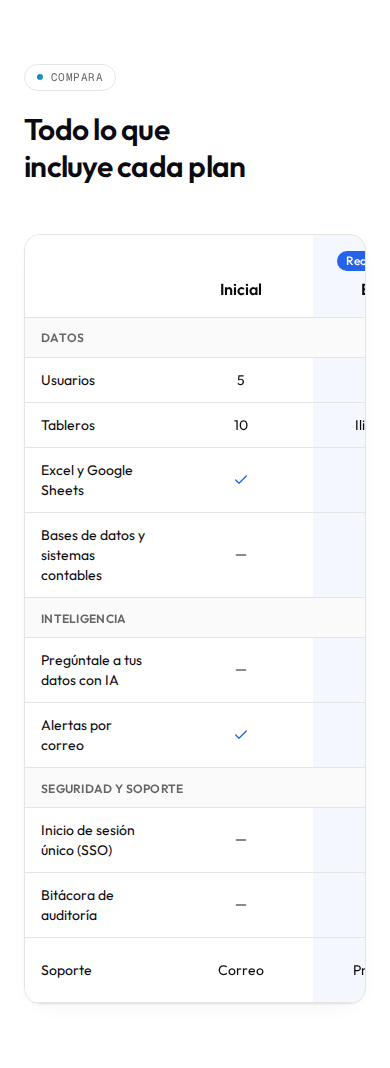 COMPARA
Todo lo que
incluye cada plan
Inicial
DATOS
Usuarios 5
Tableros 10
Excel y Google
Sheets
Bases de datos y
sistemas
contables
INTELIGENCIA
Pregúntale a tus
datos con IA
Alertas por
correo
SEGURIDAD Y SOPORTE
Inicio de sesión
único (SSO)
Bitácora de
auditoría
Soporte Correo